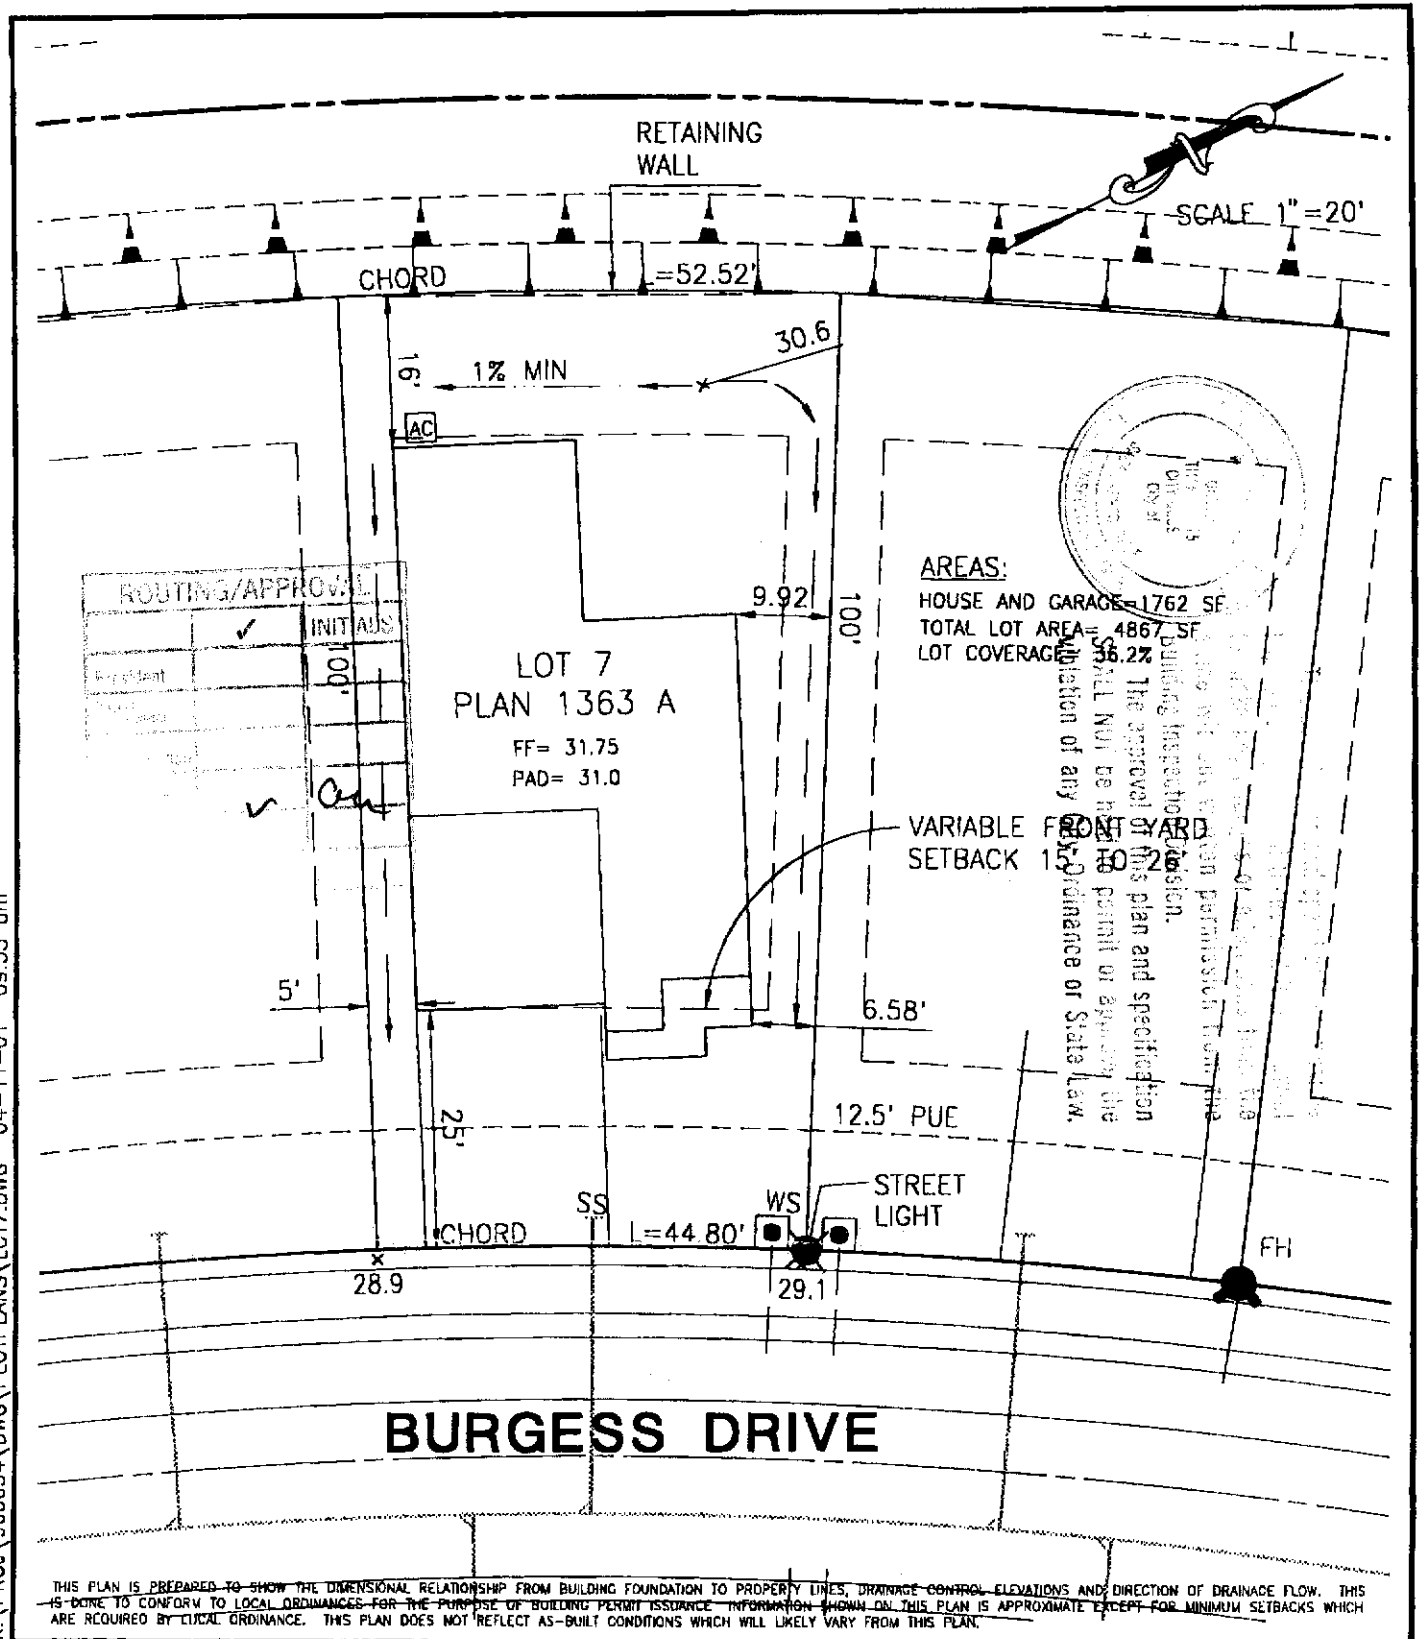 RETAINING
WALL
SCALE 1"=20'
CHORD L=52.52'
30.6
16'
1% MIN
AC
AREAS:
HOUSE AND GARAGE=1762 SF
TOTAL LOT AREA= 4867 SF
LOT COVERAGE 36.2%
9.92
100'
ROUTING/APPROVAL
INITIALS
100'
LOT 7
PLAN 1363 A
FF= 31.75
PAD= 31.0
VARIABLE FRONT YARD
SETBACK 15' TO 26'
permission from the
Building Inspection Division.
The approval of this plan and specification
SHALL NOT be held to permit or approve the
violation of any City Ordinance or State Law.
5'
6.58'
25'
12.5' PUE
STREET
LIGHT
SS
WS
CHORD L=44.80'
FH
28.9
29.1
BURGESS DRIVE
THIS PLAN IS PREPARED TO SHOW THE DIMENSIONAL RELATIONSHIP FROM BUILDING FOUNDATION TO PROPERTY LINES, DRAINAGE CONTROL ELEVATIONS AND DIRECTION OF DRAINAGE FLOW. THIS
IS DONE TO CONFORM TO LOCAL ORDINANCES FOR THE PURPOSE OF BUILDING PERMIT ISSUANCE INFORMATION SHOWN ON THIS PLAN IS APPROXIMATE EXCEPT FOR MINIMUM SETBACKS WHICH
ARE REQUIRED BY LOCAL ORDINANCE. THIS PLAN DOES NOT REFLECT AS-BUILT CONDITIONS WHICH WILL LIKELY VARY FROM THIS PLAN.